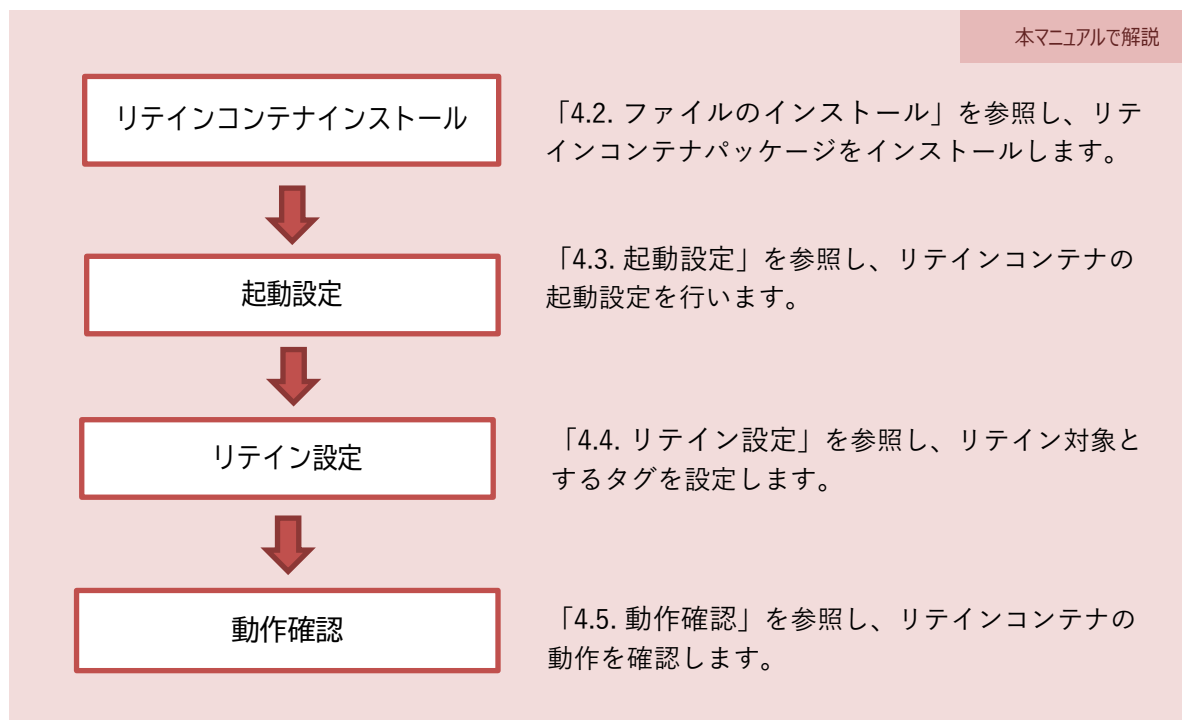 本マニュアルで解説
リテインコンテナインストール
「4.2. ファイルのインストール」を参照し、リテ
インコンテナパッケージをインストールします。
起動設定
「4.3. 起動設定」を参照し、リテインコンテナの
起動設定を行います。
リテイン設定
「4.4. リテイン設定」を参照し、リテイン対象と
するタグを設定します。
動作確認
「4.5. 動作確認」を参照し、リテインコンテナの
動作を確認します。